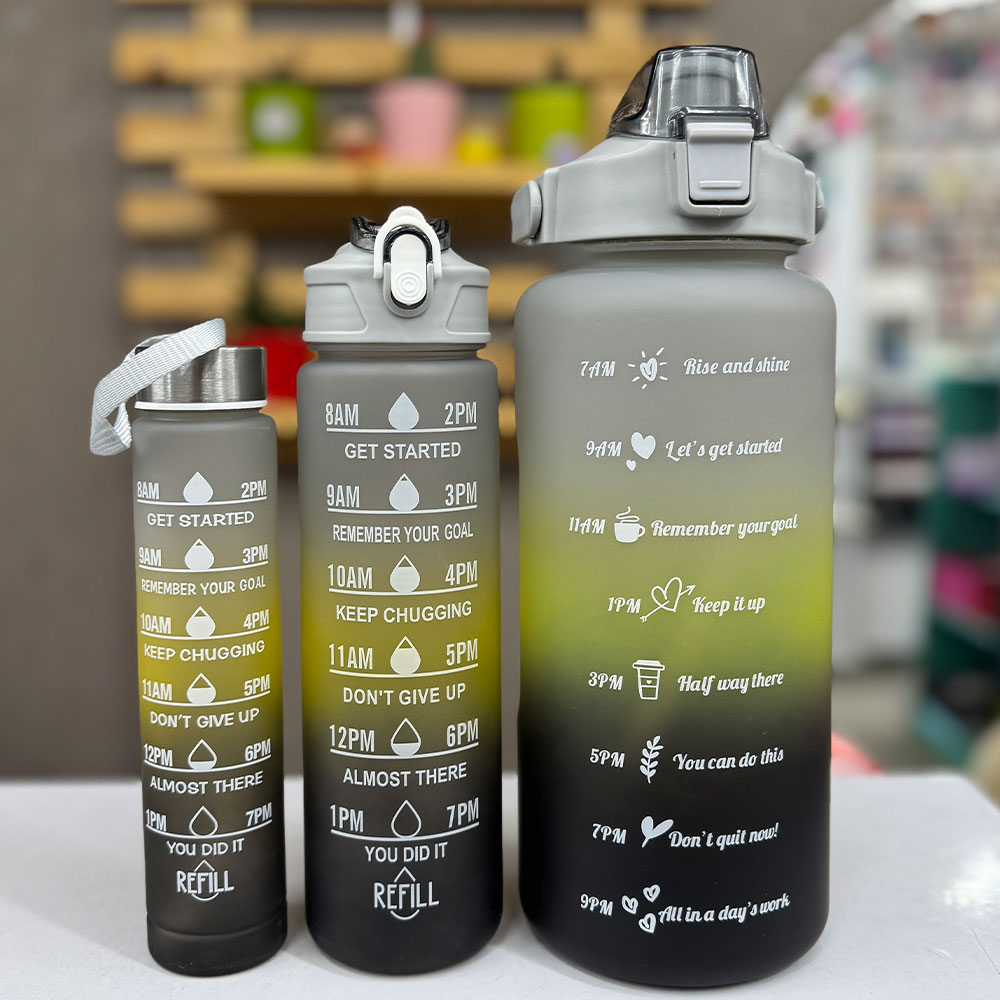 8AM 2PM
GET STARTED
9AM 3PM
REMEMBER YOUR GOAL
10AM 4PM
KEEP CHUGGING
11AM 5PM
DON'T GIVE UP
12PM 6PM
ALMOST THERE
1PM 7PM
YOU DID IT
REFILL
8AM 2PM
GET STARTED
9AM 3PM
REMEMBER YOUR GOAL
10AM 4PM
KEEP CHUGGING
11AM 5PM
DON'T GIVE UP
12PM 6PM
ALMOST THERE
1PM 7PM
YOU DID IT
REFILL
7AM Rise and shine
9AM Let's get started
11AM Remember your goal
1PM Keep it up
3PM Half way there
5PM You can do this
7PM Don't quit now!
9PM All in a day's work